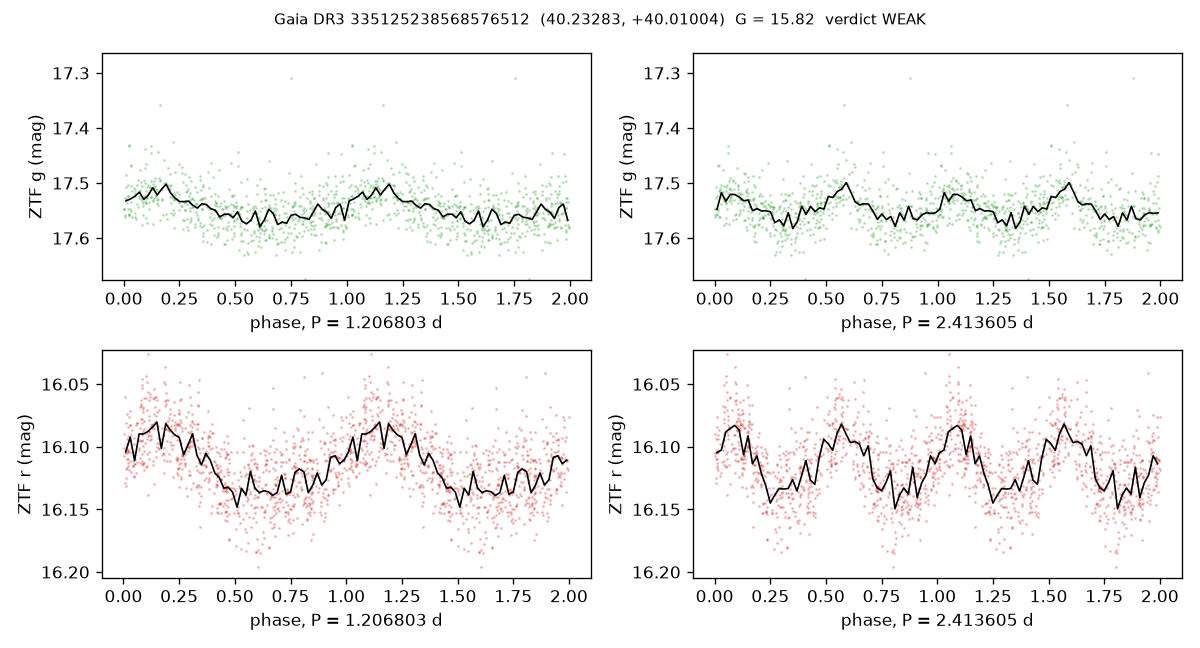 Gaia DR3 335125238568576512 (40.23283, +40.01004) G = 15.82 verdict WEAK
ZTF g (mag)
17.3
17.4
17.5
17.6
0.00 0.25 0.50 0.75 1.00 1.25 1.50 1.75 2.00
phase, P = 1.206803 d
ZTF g (mag)
17.3
17.4
17.5
17.6
0.00 0.25 0.50 0.75 1.00 1.25 1.50 1.75 2.00
phase, P = 2.413605 d
ZTF r (mag)
16.05
16.10
16.15
16.20
0.00 0.25 0.50 0.75 1.00 1.25 1.50 1.75 2.00
phase, P = 1.206803 d
ZTF r (mag)
16.05
16.10
16.15
16.20
0.00 0.25 0.50 0.75 1.00 1.25 1.50 1.75 2.00
phase, P = 2.413605 d